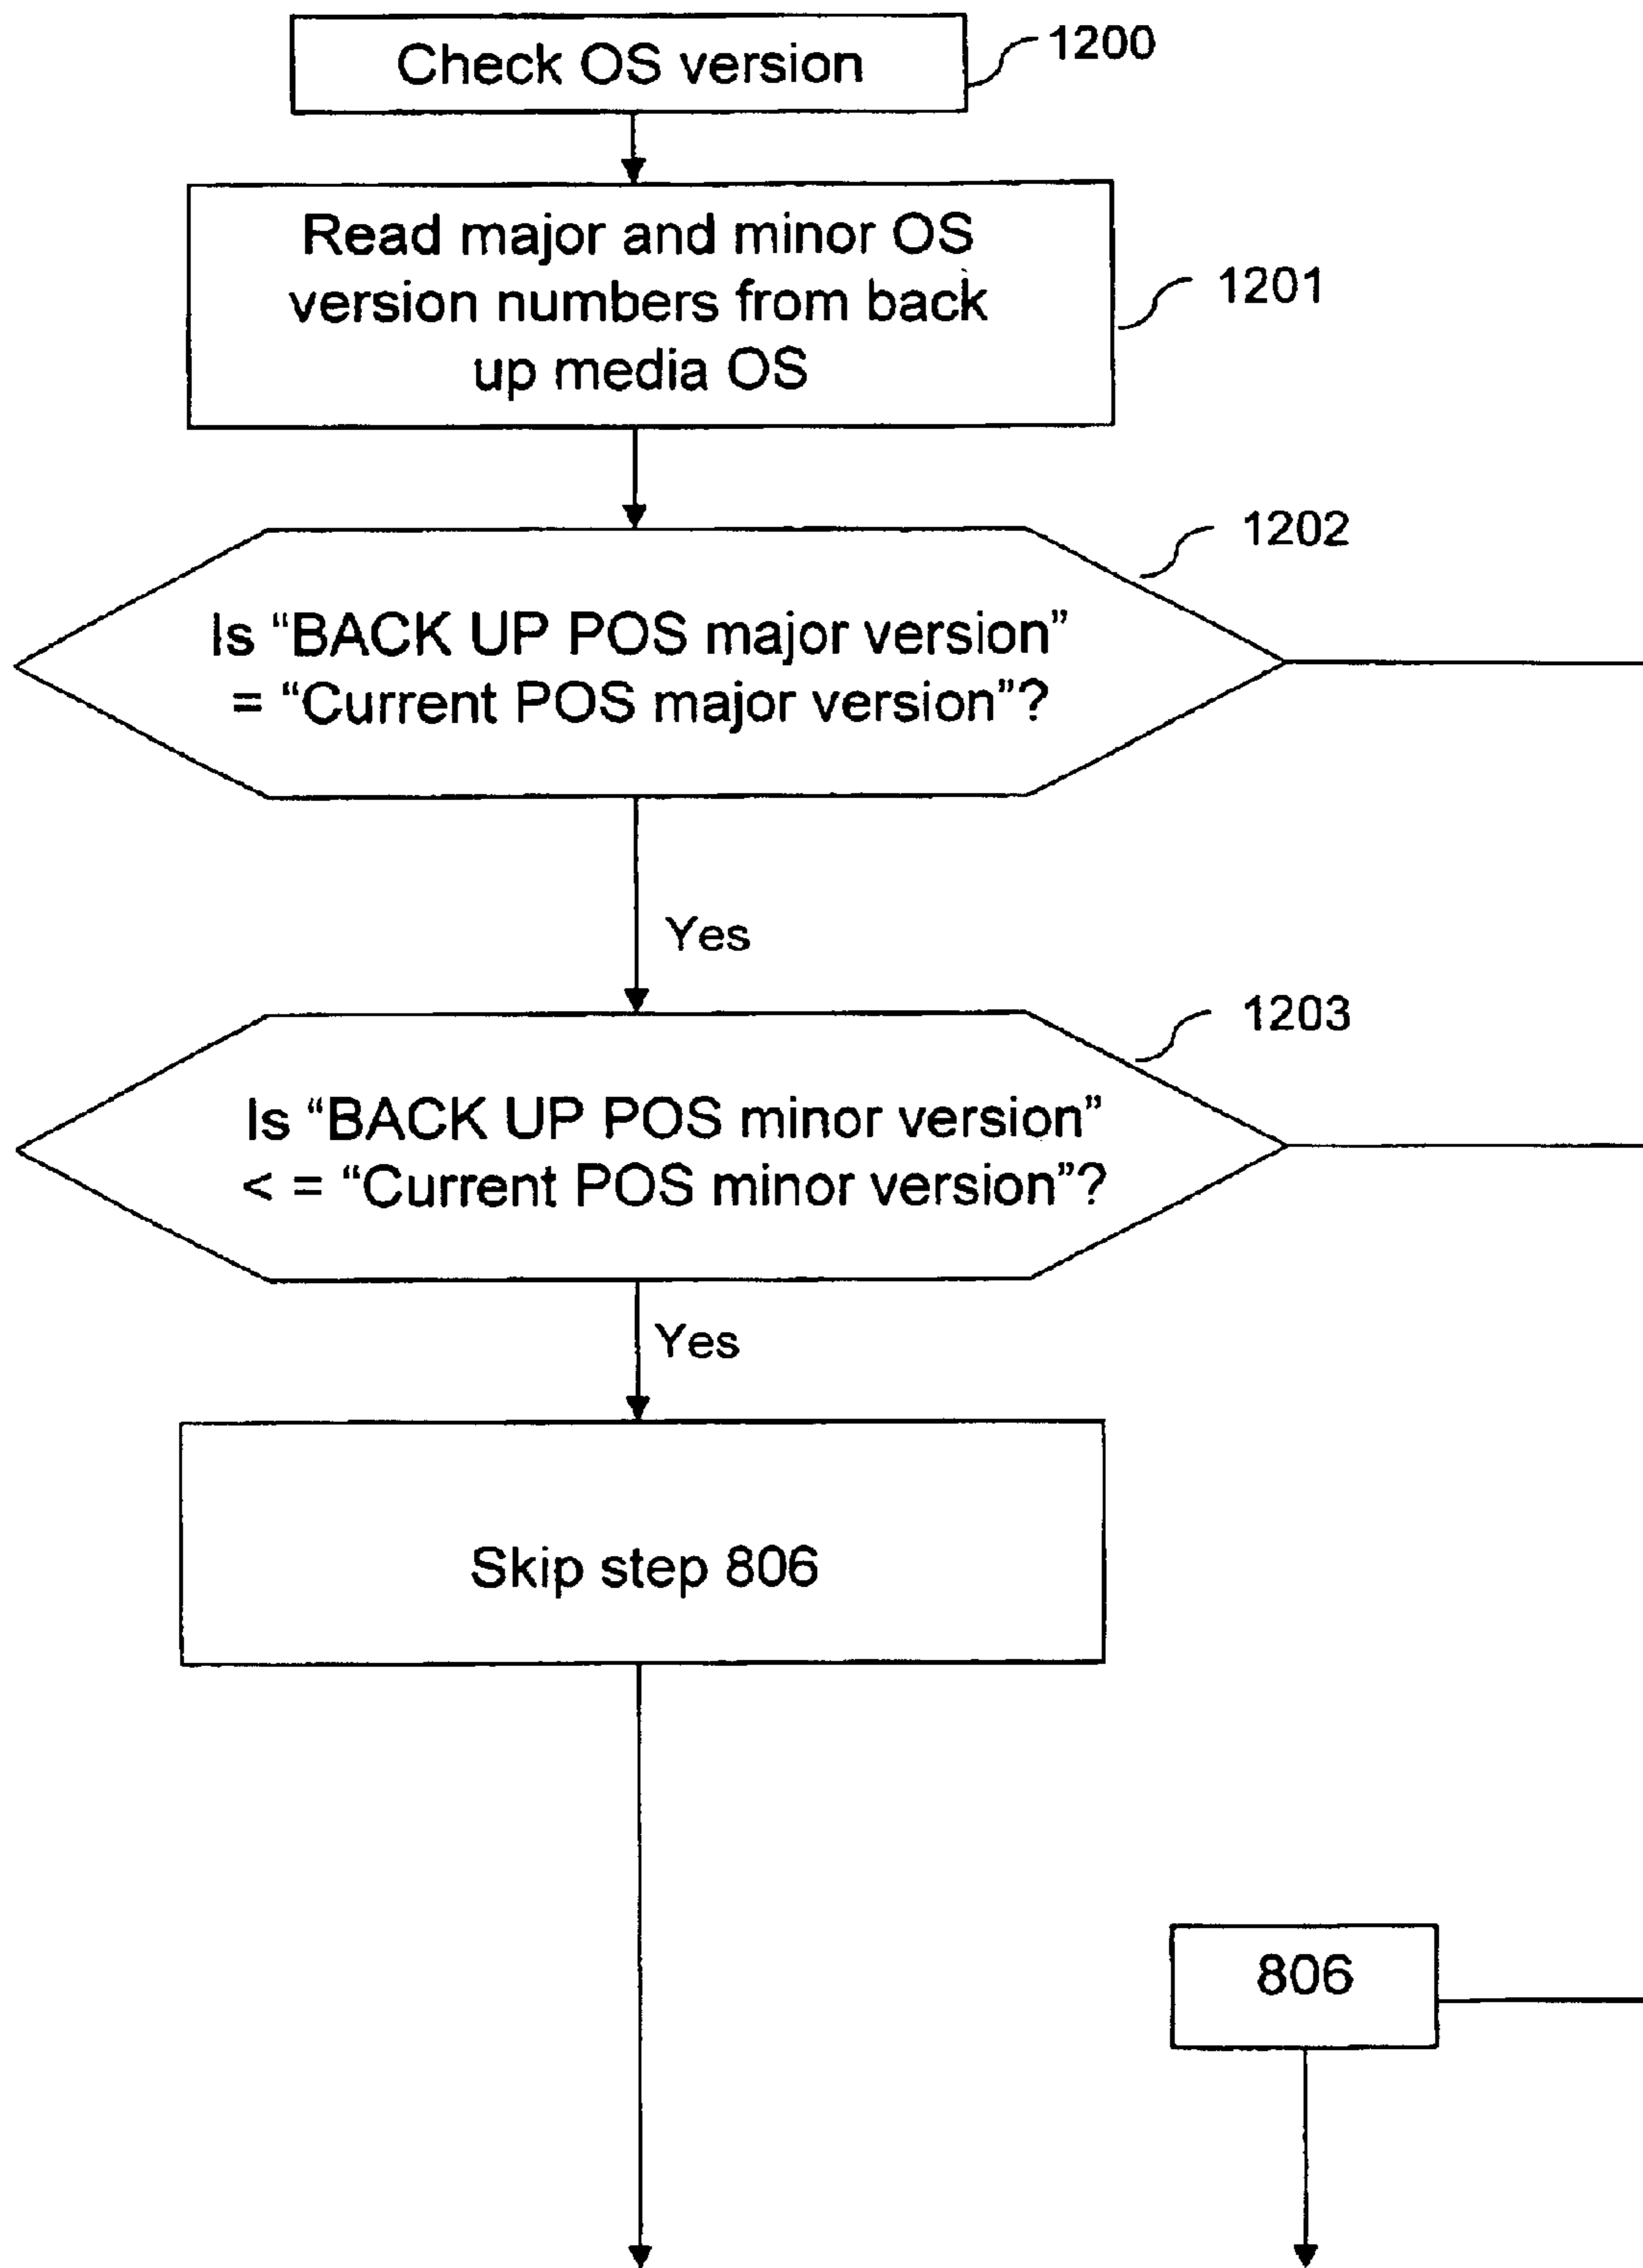 Check OS version
1200
Read major and minor OS
version numbers from back
up media OS
1201
1202
Is “BACK UP POS major version”
= “Current POS major version”?
Yes
1203
Is “BACK UP POS minor version”
< = “Current POS minor version”?
Yes
Skip step 806
806